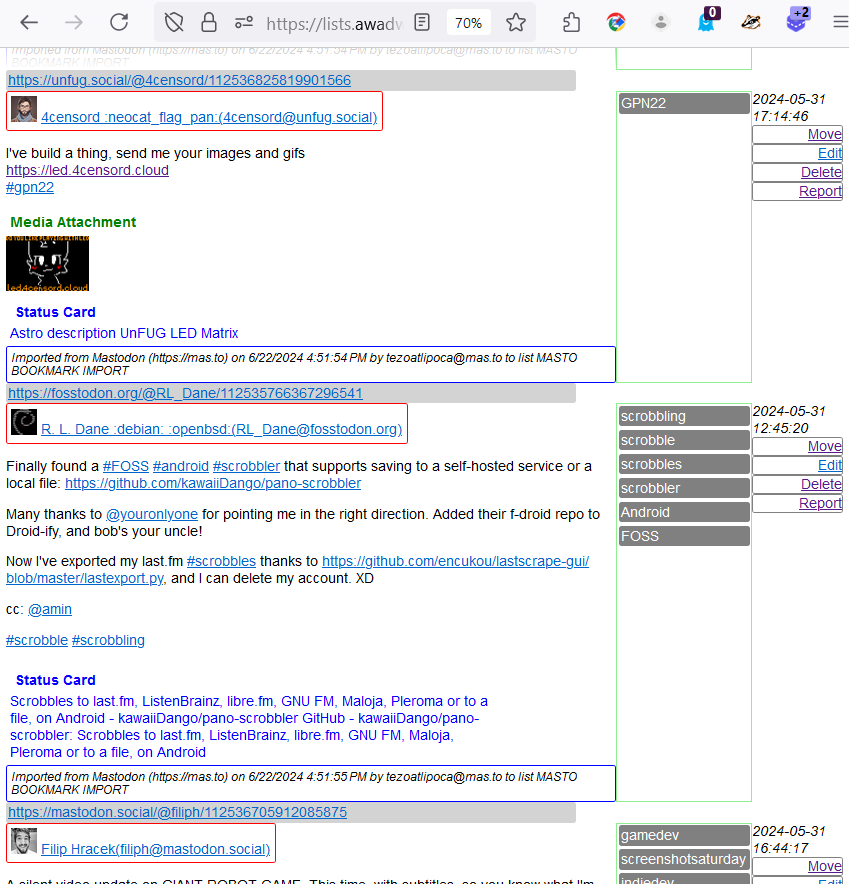 https://lists.awadw
70%
0
+2
Imported from Mastodon (https://mas.to) on 6/22/2024 4:51:54 PM by tezoatlipoca@mas.to to list MASTO
BOOKMARK IMPORT
https://unfug.social/@4censord/112536825819901566
4censord :neocat_flag_pan:(4censord@unfug.social)
I've build a thing, send me your images and gifs
https://led.4censord.cloud
#gpn22
Media Attachment
led.4censord.cloud
Status Card
Astro description UnFUG LED Matrix
Imported from Mastodon (https://mas.to) on 6/22/2024 4:51:54 PM by tezoatlipoca@mas.to to list MASTO
BOOKMARK IMPORT
GPN22
2024-05-31
17:14:46
Move
Edit
Delete
Report
https://fosstodon.org/@RL_Dane/112535766367296541
R. L. Dane :debian: :openbsd:(RL_Dane@fosstodon.org)
Finally found a #FOSS #android #scrobbler that supports saving to a self-hosted service or a
local file: https://github.com/kawaiiDango/pano-scrobbler
Many thanks to @youronlyone for pointing me in the right direction. Added their f-droid repo to
Droid-ify, and bob's your uncle!
Now I've exported my last.fm #scrobbles thanks to https://github.com/encukou/lastscrape-gui/
blob/master/lastexport.py, and I can delete my account. XD
cc: @amin
#scrobble #scrobbling
Status Card
Scrobbles to last.fm, ListenBrainz, libre.fm, GNU FM, Maloja, Pleroma or to a
file, on Android - kawaiiDango/pano-scrobbler GitHub - kawaiiDango/pano-
scrobbler: Scrobbles to last.fm, ListenBrainz, libre.fm, GNU FM, Maloja,
Pleroma or to a file, on Android
Imported from Mastodon (https://mas.to) on 6/22/2024 4:51:55 PM by tezoatlipoca@mas.to to list MASTO
BOOKMARK IMPORT
scrobbling
scrobble
scrobbles
scrobbler
Android
FOSS
2024-05-31
12:45:20
Move
Edit
Delete
Report
https://mastodon.social/@filiph/112536705912085875
Filip Hracek(filiph@mastodon.social)
A silent video update on GIANT ROBOT GAME. This time, with subtitles, so you know what I'm
gamedev
screenshotsaturday
indiedev
2024-05-31
16:44:17
Move
Edit